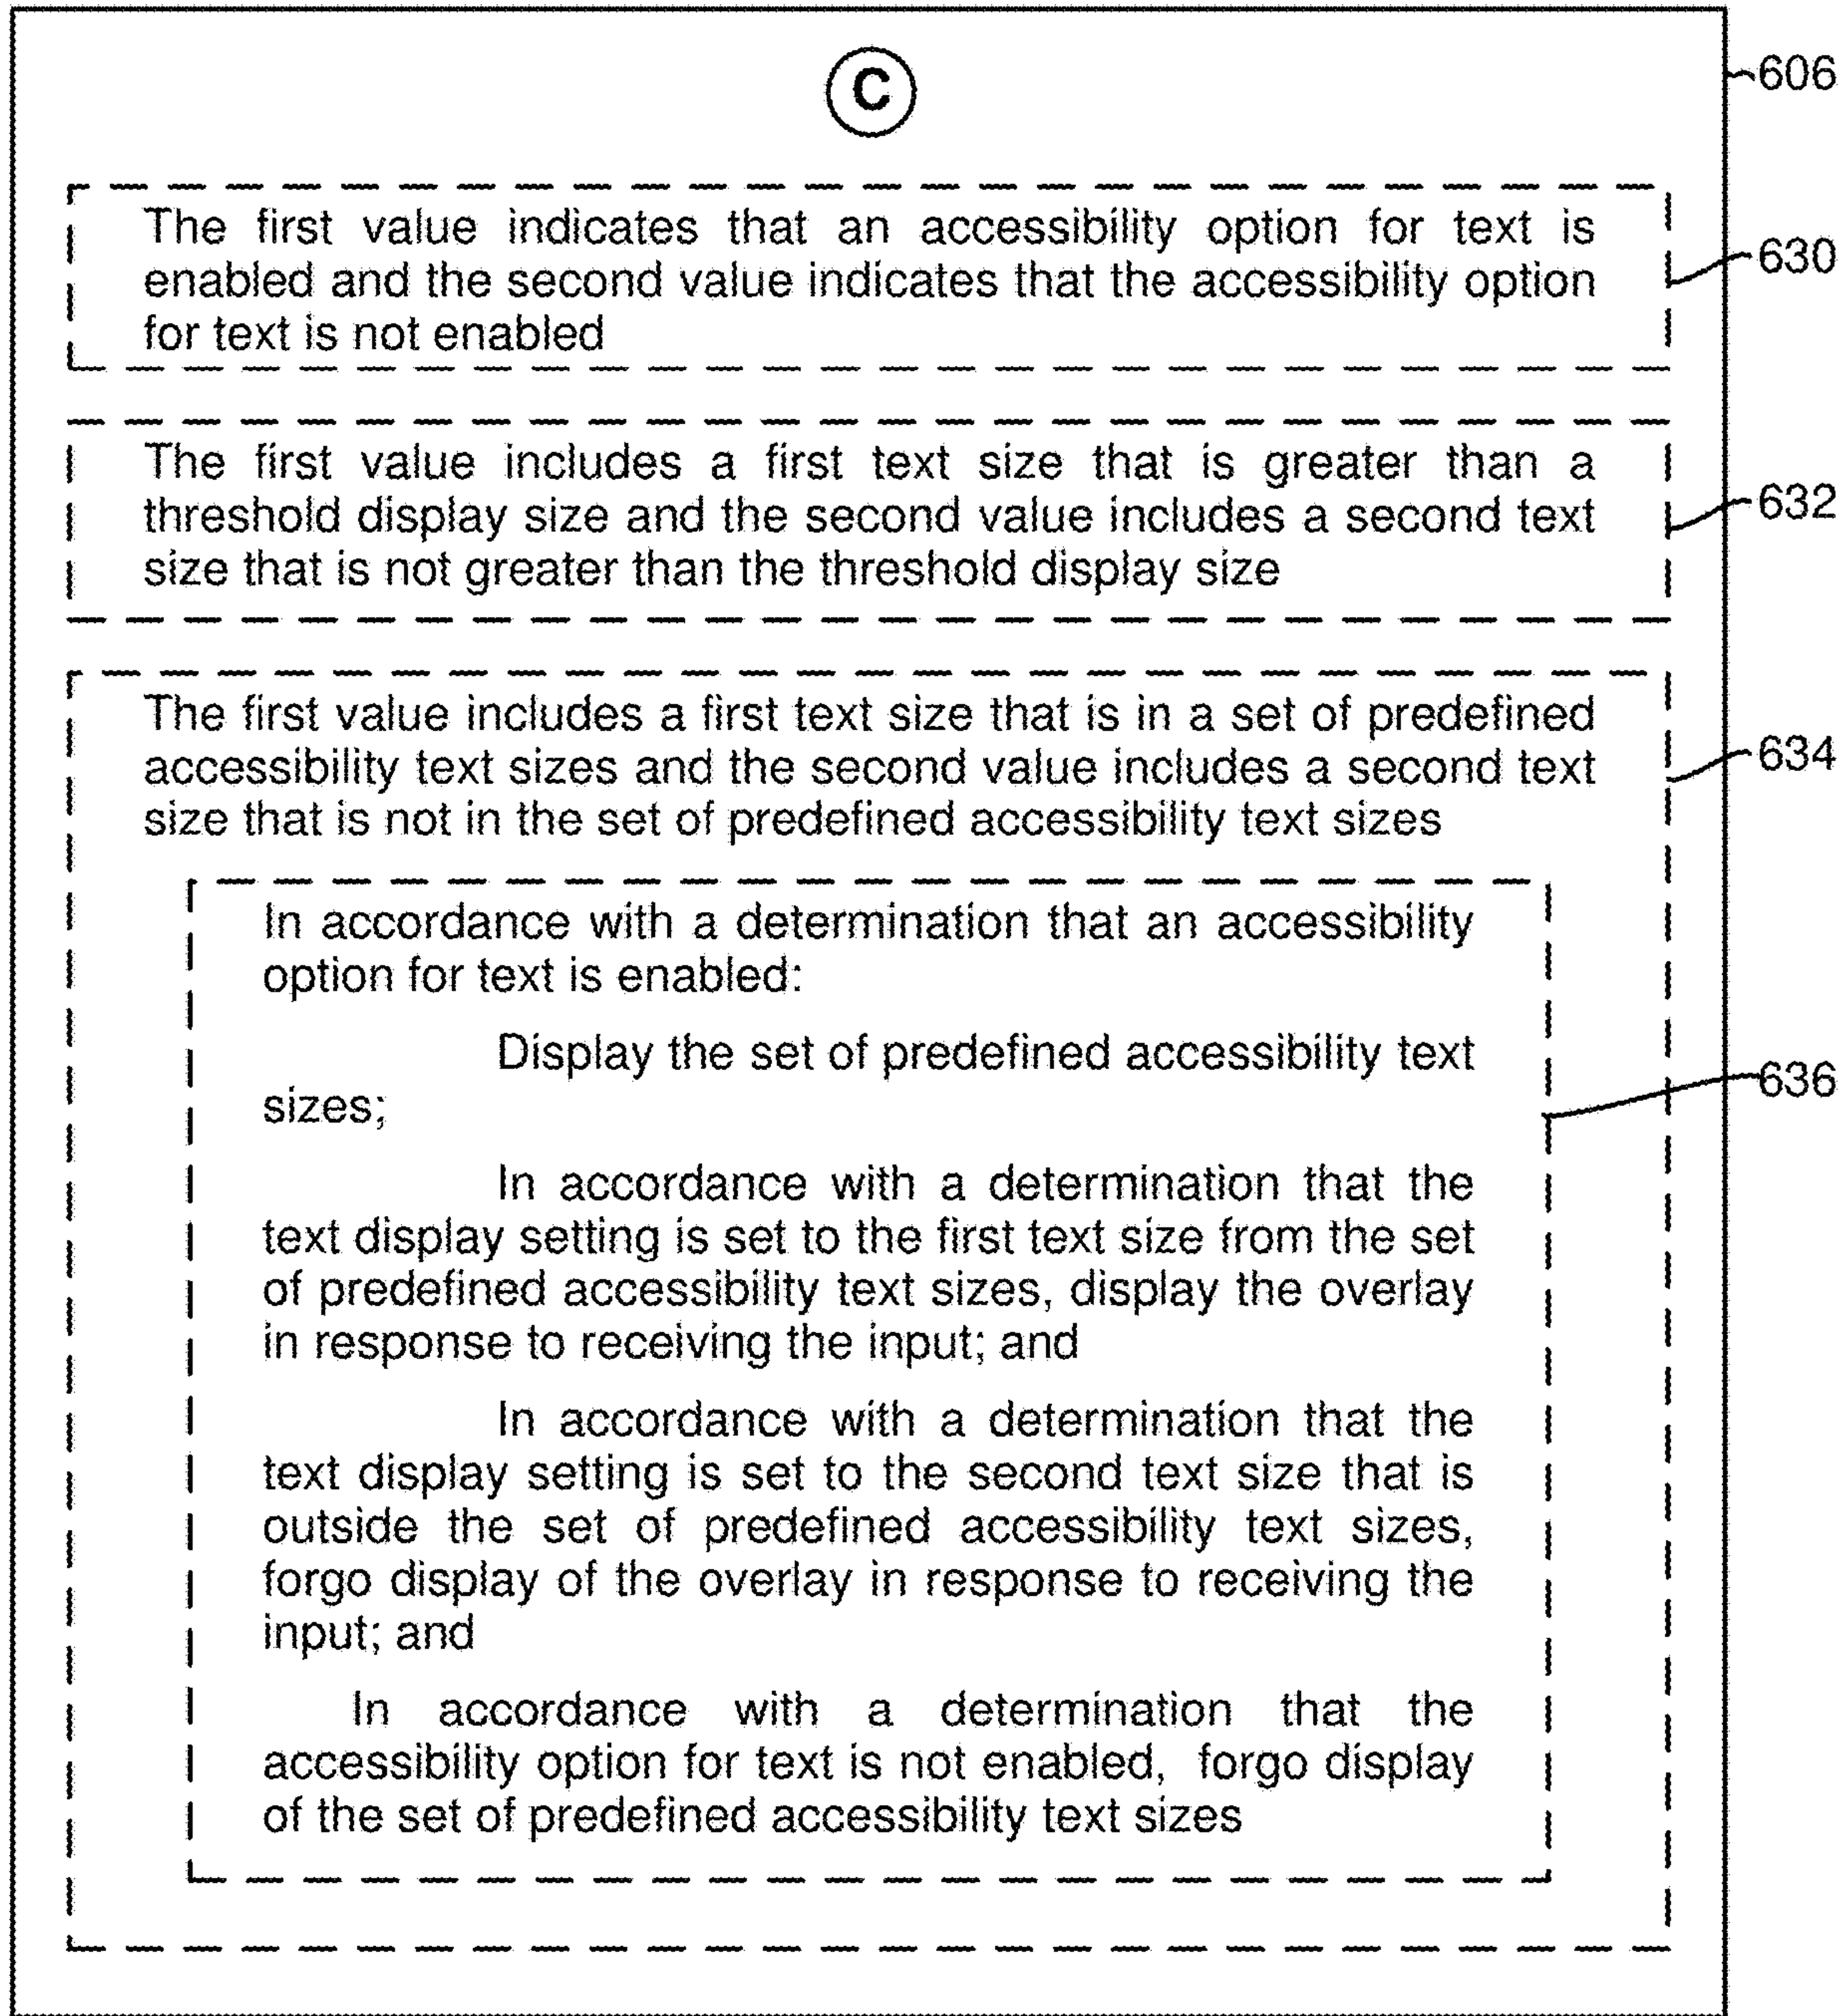 C
606
The first value indicates that an accessibility option for text is
enabled and the second value indicates that the accessibility option
for text is not enabled
630
The first value includes a first text size that is greater than a
threshold display size and the second value includes a second text
size that is not greater than the threshold display size
632
The first value includes a first text size that is in a set of predefined
accessibility text sizes and the second value includes a second text
size that is not in the set of predefined accessibility text sizes
634
In accordance with a determination that an accessibility
option for text is enabled:
Display the set of predefined accessibility text
sizes;
636
In accordance with a determination that the
text display setting is set to the first text size from the set
of predefined accessibility text sizes, display the overlay
in response to receiving the input; and
In accordance with a determination that the
text display setting is set to the second text size that is
outside the set of predefined accessibility text sizes,
forgo display of the overlay in response to receiving the
input; and
In accordance with a determination that the
accessibility option for text is not enabled, forgo display
of the set of predefined accessibility text sizes